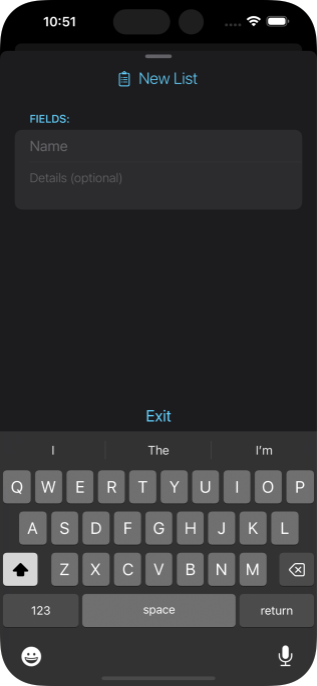 10:51
New List
FIELDS:
Name
Details (optional)
Exit
I The I'm
Q W E R T Y U I O P
A S D F G H J K L
Z X C V B N M
123 space return